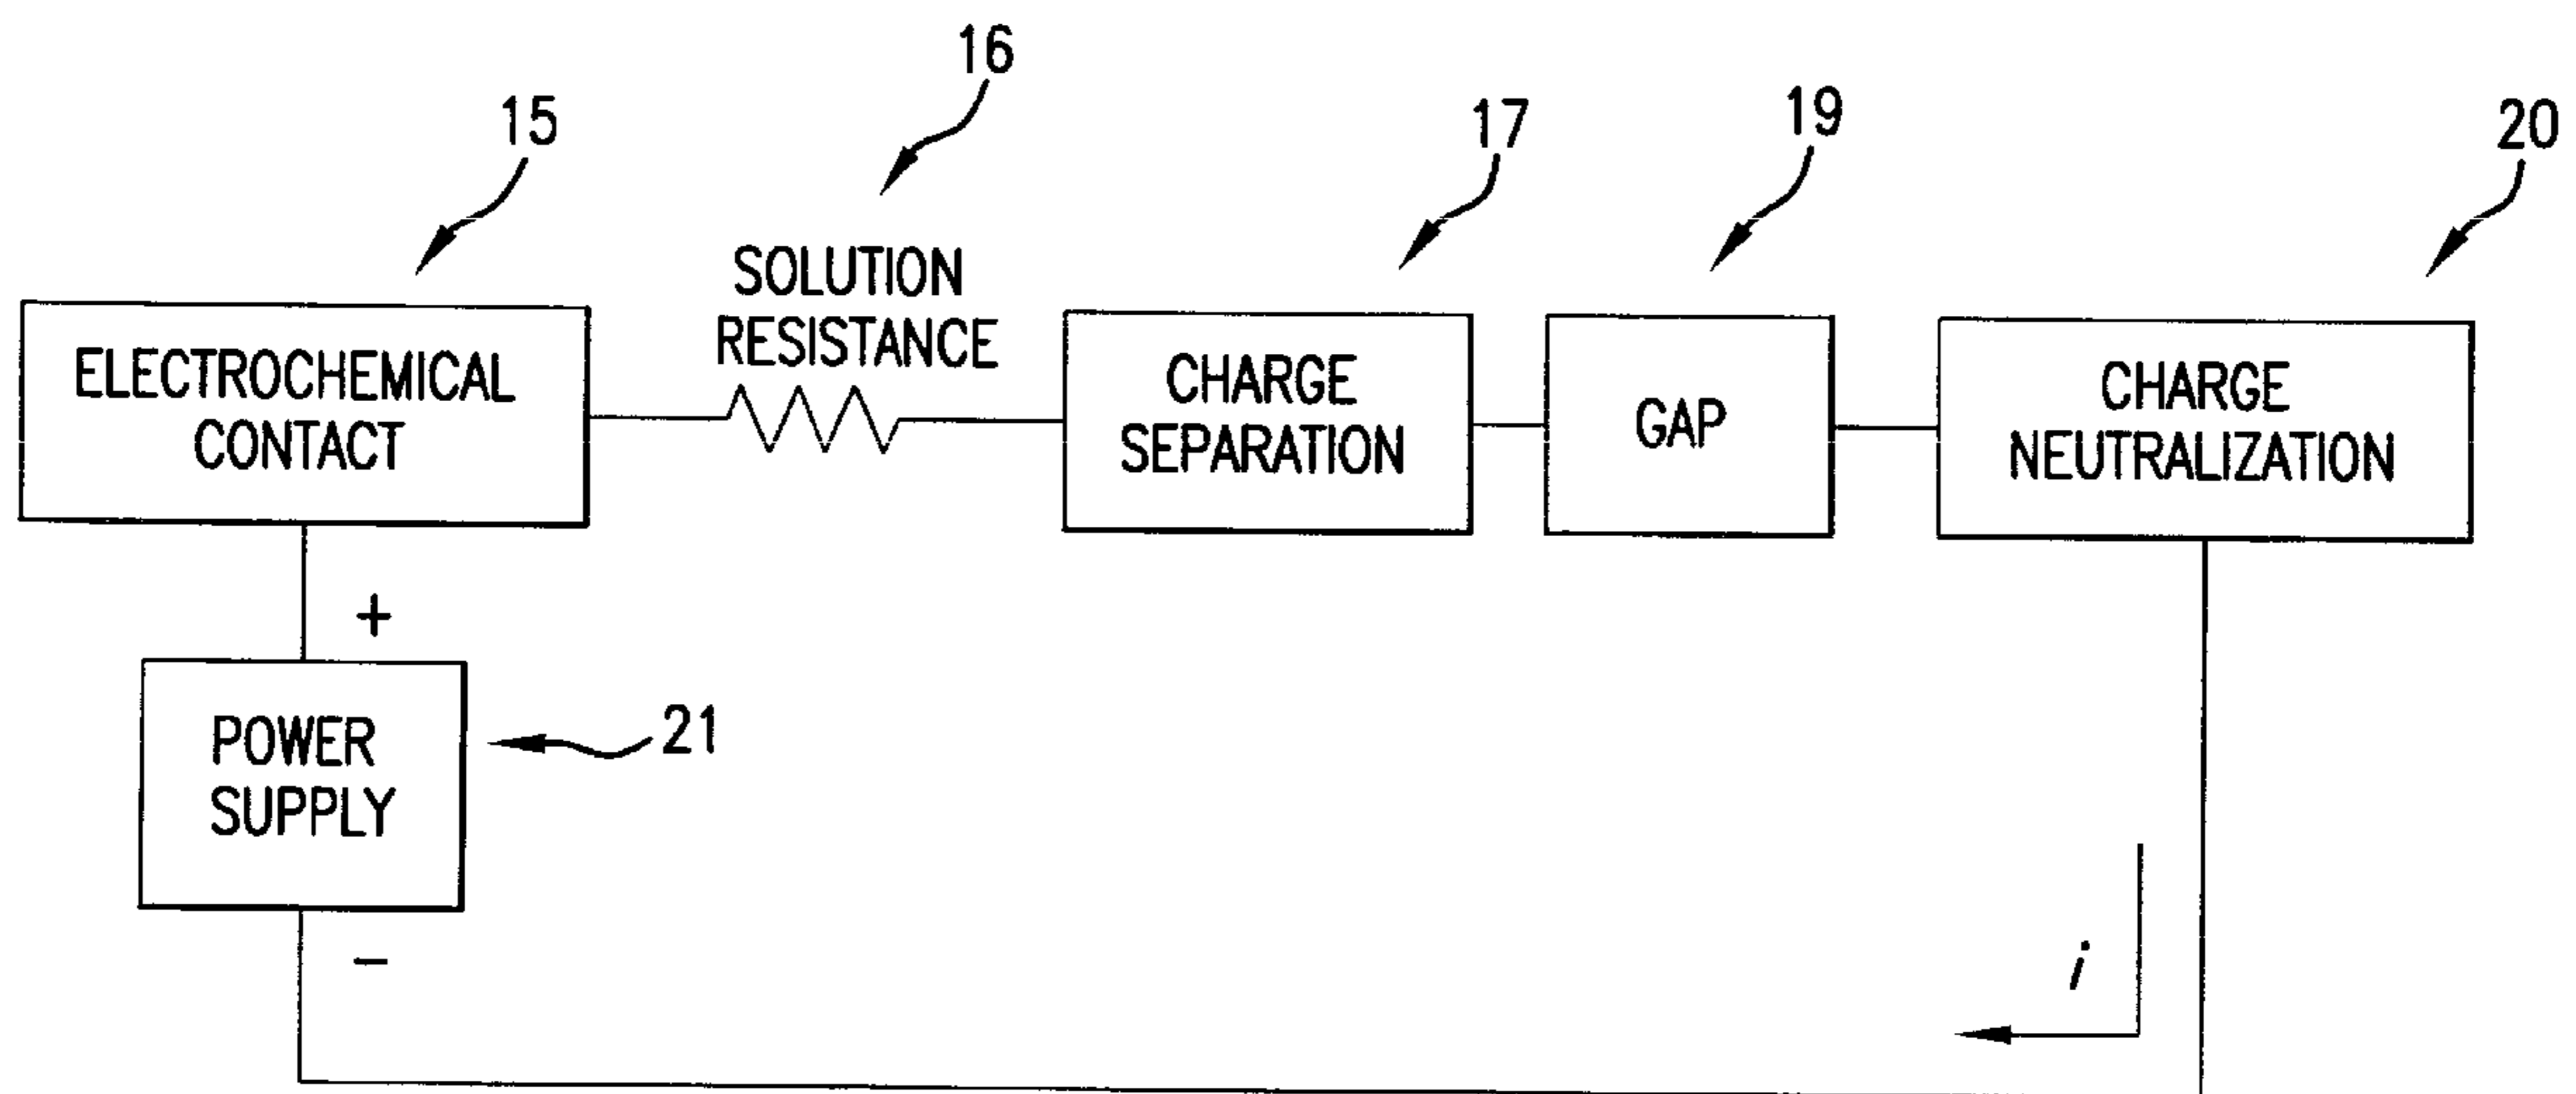 16
15
17
19
20
SOLUTION
RESISTANCE
ELECTROCHEMICAL
CONTACT
CHARGE
SEPARATION
GAP
CHARGE
NEUTRALIZATION
+
POWER
SUPPLY
21
−
i